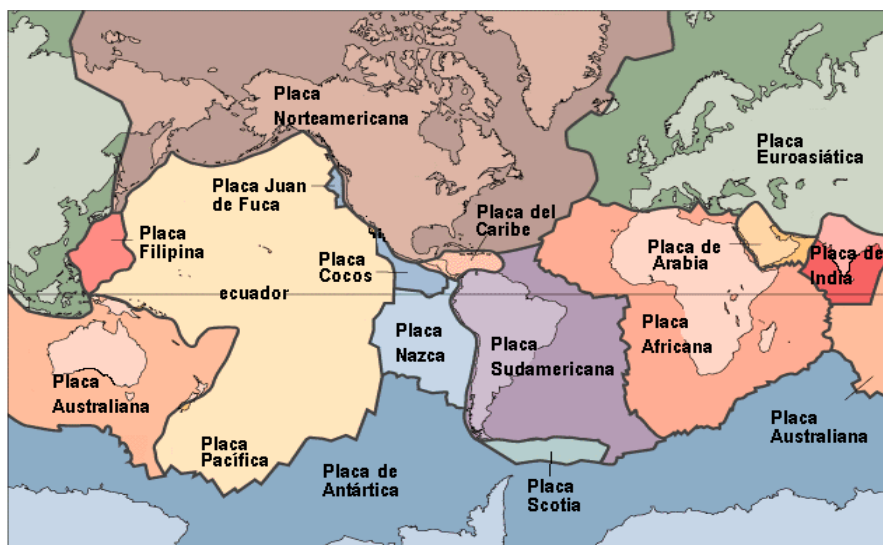 Placa
Norteamericana
Placa
Euroasiática
Placa Juan
de Fuca
Placa
Filipina
Placa del
Caribe
Placa
Cocos
Placa de
Arabia
Placa de
India
ecuador
Placa
Nazca
Placa
Sudamericana
Placa
Africana
Placa
Australiana
Placa
Australiana
Placa
Pacífica
Placa de
Antártica
Placa
Scotia